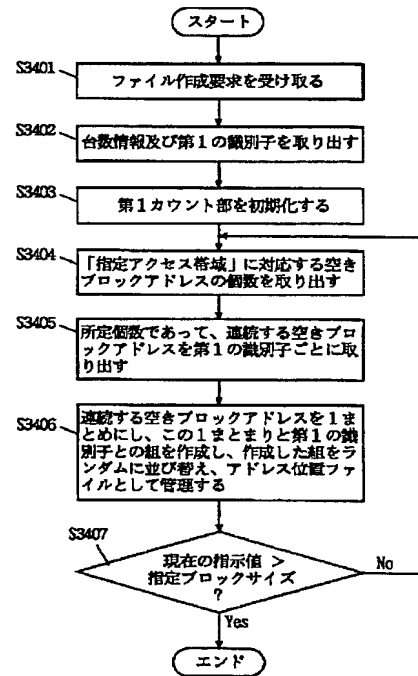 スタート
S3401
ファイル作成要求を受け取る
S3402
台数情報及び第1の識別子を取り出す
S3403
第1カウント部を初期化する
S3404
「指定アクセス帯域」に対応する空き
ブロックアドレスの個数を取り出す
S3405
所定個数であって、連続する空きブロ
ックアドレスを第1の識別子ごとに取
り出す
S3406
連続する空きブロックアドレスを1ま
とめにし、この1まとまりと第1の識
別子との組を作成し、作成した組をラ
ンダムに並び替え、アドレス位置ファ
イルとして管理する
S3407
現在の指示値 >
指定ブロックサイズ
?
No
Yes
エンド